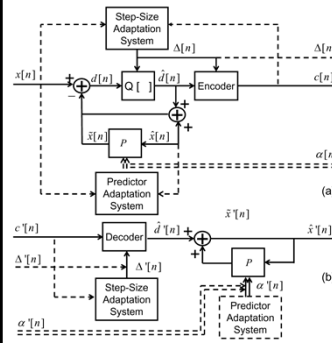 Step-Size
Adaptation
System
Δ[n] Δ[n]
x[n] + d[n] Q [ ] d̂[n] Encoder c[n]
−
+
+
x̃[n] P x̂[n]
α[n]
Predictor
Adaptation
System
(a
x̃'[n]
c'[n] Decoder d̂'[n] + x̂'[n]
+
Δ'[n] P
Δ'[n] (b
Step-Size
Adaptation
System
α'[n]
Predictor
Adaptation
System
α'[n]